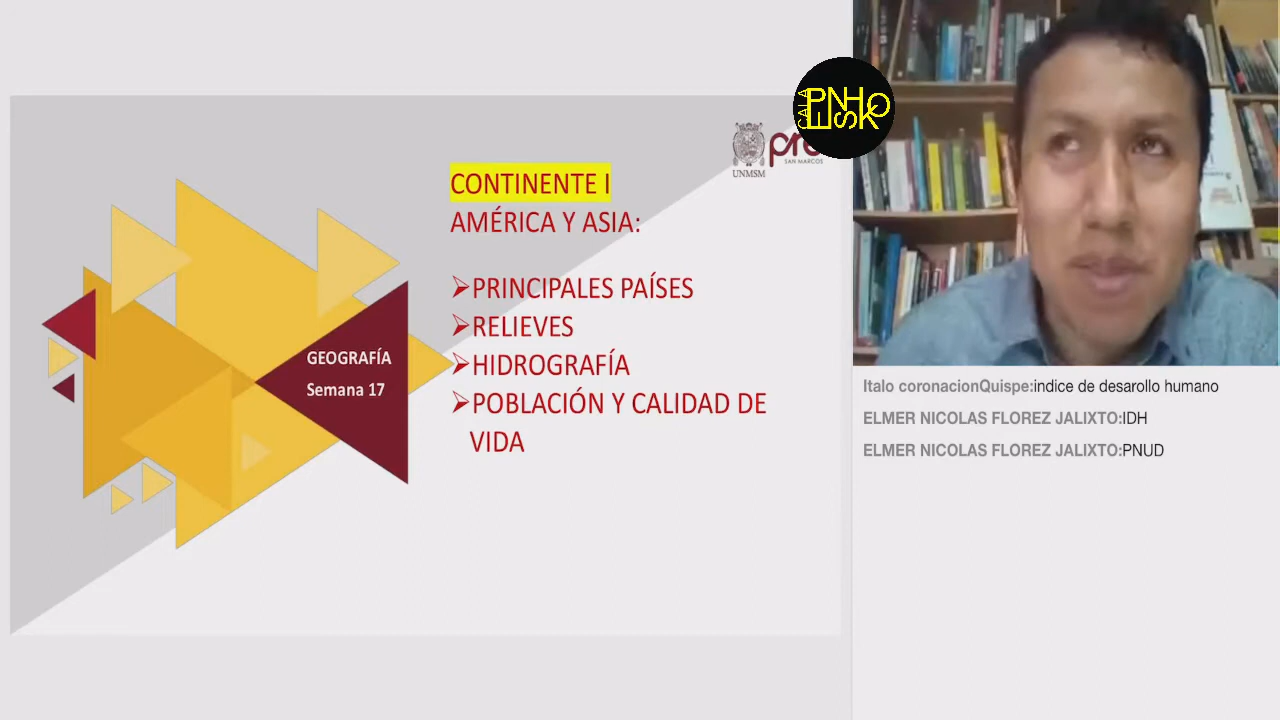 CONTINENTE I
AMÉRICA Y ASIA:
➢PRINCIPALES PAÍSES
➢RELIEVES
➢HIDROGRAFÍA
➢POBLACIÓN Y CALIDAD DE
VIDA
GEOGRAFÍA
Semana 17
UNMSM
SAN MARCOS
Italo coronacionQuispe:indice de desarollo humano
ELMER NICOLAS FLOREZ JALIXTO:IDH
ELMER NICOLAS FLOREZ JALIXTO:PNUD